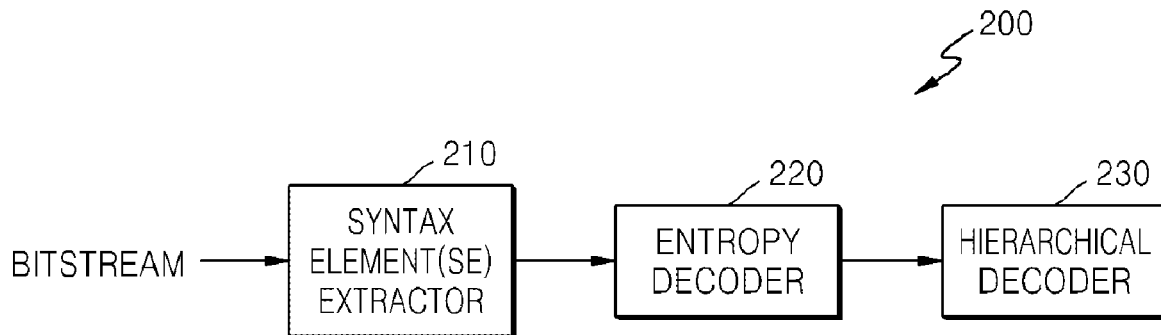 200
210
220
230
BITSTREAM
SYNTAX
ELEMENT(SE)
EXTRACTOR
ENTROPY
DECODER
HIERARCHICAL
DECODER